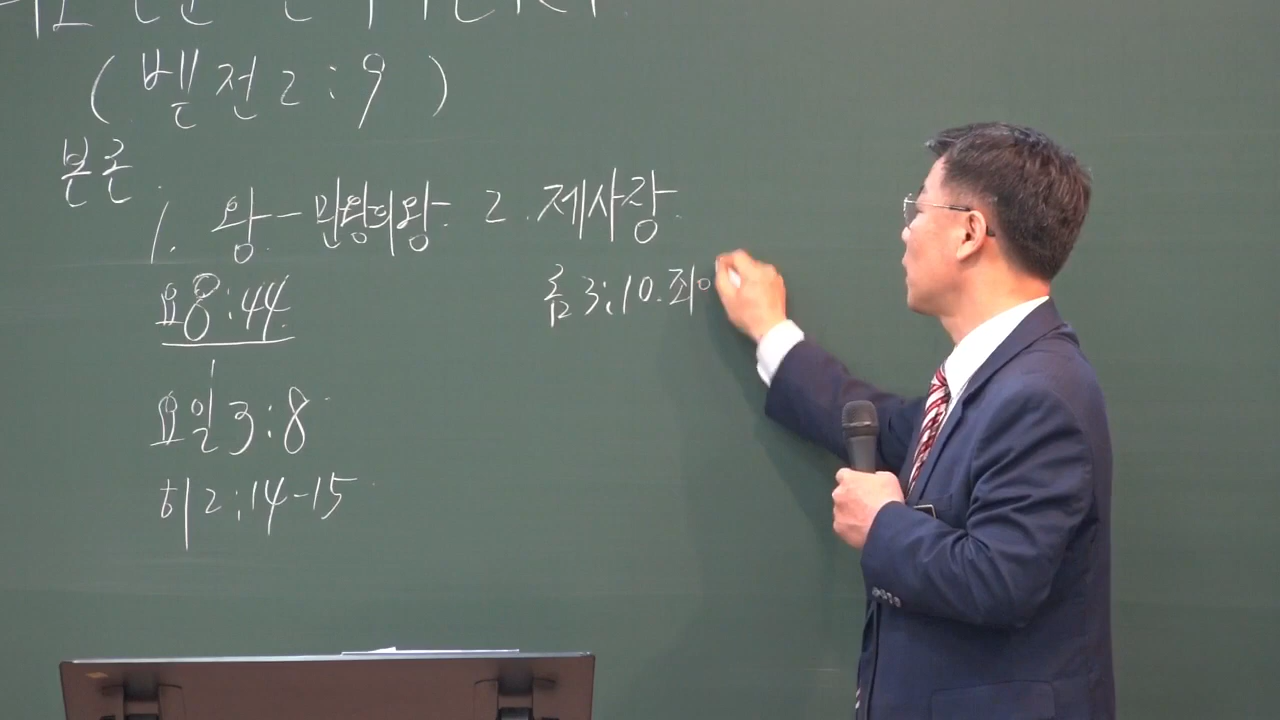 (벧전2:9)
본론.
1. 왕-만왕의왕. 2. 제사장.
요8:44. 롬3:10. 죄
요일3:8
히2:14-15